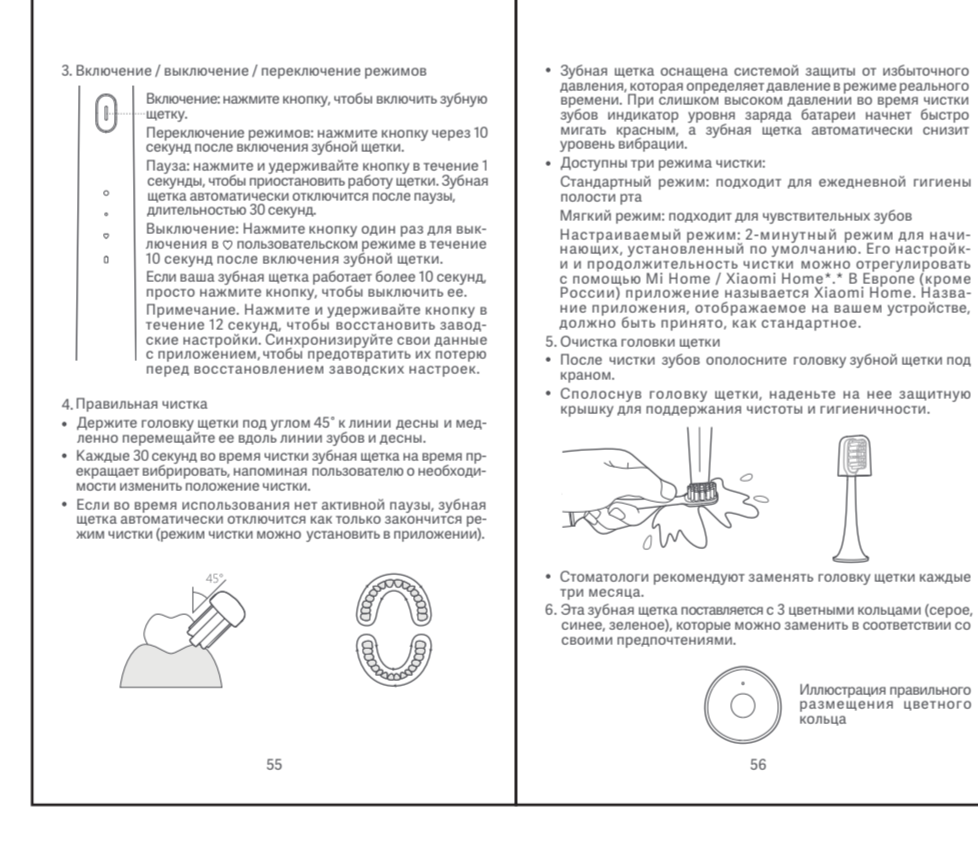 3. Включение / выключение / переключение режимов
Включение: нажмите кнопку, чтобы включить зубную
щетку.
Переключение режимов: нажмите кнопку через 10
секунд после включения зубной щетки.
Пауза: нажмите и удерживайте кнопку в течение 1
секунды, чтобы приостановить работу щетки. Зубная
щетка автоматически отключится после паузы,
длительностью 30 секунд.
Выключение: Нажмите кнопку один раз для вык-
лючения в ♡ пользовательском режиме в течение
10 секунд после включения зубной щетки.
Если ваша зубная щетка работает более 10 секунд,
просто нажмите кнопку, чтобы выключить ее.
Примечание. Нажмите и удерживайте кнопку в
течение 12 секунд, чтобы восстановить завод-
ские настройки. Синхронизируйте свои данные
с приложением, чтобы предотвратить их потерю
перед восстановлением заводских настроек.
4. Правильная чистка
• Держите головку щетки под углом 45° к линии десны и мед-
ленно перемещайте ее вдоль линии зубов и десны.
• Каждые 30 секунд во время чистки зубная щетка на время пр-
екращает вибрировать, напоминая пользователю о необходи-
мости изменить положение чистки.
• Если во время использования нет активной паузы, зубная
щетка автоматически отключится как только закончится ре-
жим чистки (режим чистки можно установить в приложении).
45°
55
• Зубная щетка оснащена системой защиты от избыточного
давления, которая определяет давление в режиме реального
времени. При слишком высоком давлении во время чистки
зубов индикатор уровня заряда батареи начнет быстро
мигать красным, а зубная щетка автоматически снизит
уровень вибрации.
• Доступны три режима чистки:
Стандартный режим: подходит для ежедневной гигиены
полости рта
Мягкий режим: подходит для чувствительных зубов
Настраиваемый режим: 2-минутный режим для начи-
нающих, установленный по умолчанию. Его настройк-
и и продолжительность чистки можно отрегулировать
с помощью Mi Home / Xiaomi Home*.* В Европе (кроме
России) приложение называется Xiaomi Home. Назва-
ние приложения, отображаемое на вашем устройстве,
должно быть принято, как стандартное.
5. Очистка головки щетки
• После чистки зубов ополосните головку зубной щетки под
краном.
• Сполоснув головку щетки, наденьте на нее защитную
крышку для поддержания чистоты и гигиеничности.
• Стоматологи рекомендуют заменять головку щетки каждые
три месяца.
6. Эта зубная щетка поставляется с 3 цветными кольцами (серое,
синее, зеленое), которые можно заменить в соответствии со
своими предпочтениями.
Иллюстрация правильного
размещения цветного
кольца
56